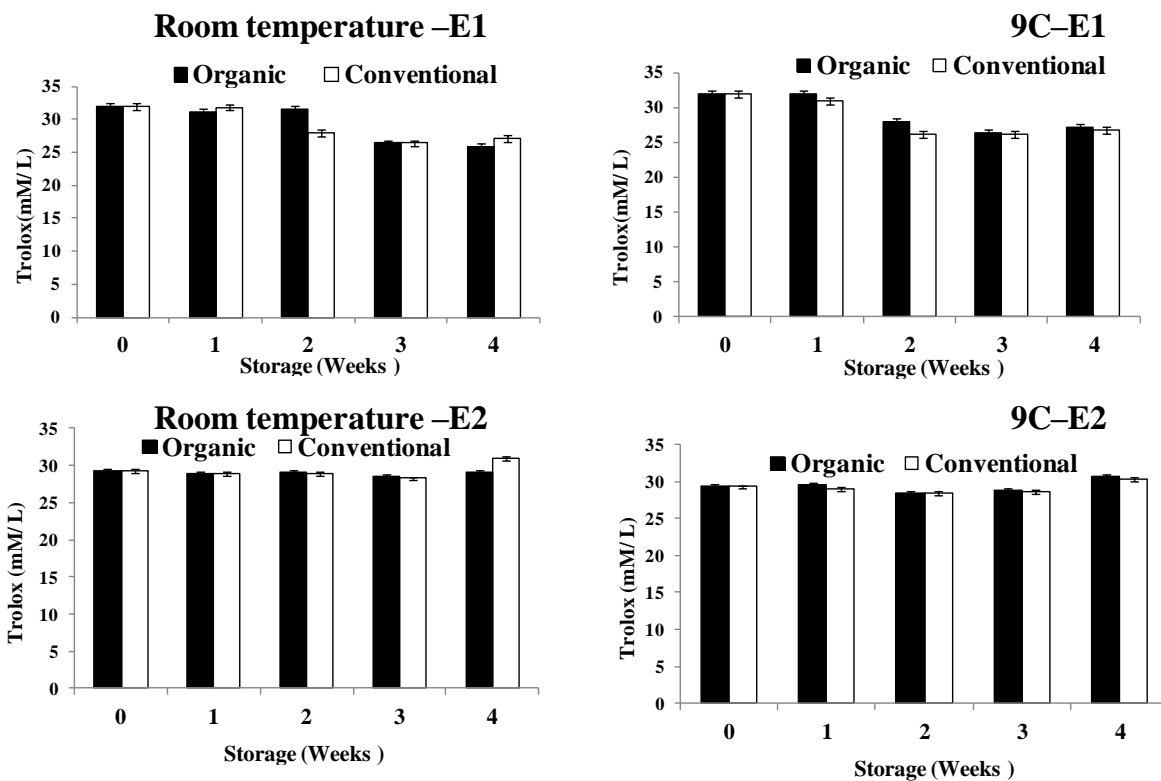 Room temperature –E1
Organic Conventional
35
30
25
20
15
10
5
0
Trolox(mM/ L)
0 1 2 3 4
Storage (Weeks )
9C–E1
Organic Conventional
35
30
25
20
15
10
5
0
Trolox(mM/ L)
0 1 2 3 4
Storage (Weeks )
Room temperature –E2
Organic Conventional
35
30
25
20
15
10
5
0
Trolox (mM/ L)
0 1 2 3 4
Storage (Weeks )
9C–E2
Organic Conventional
35
30
25
20
15
10
5
0
Trolox (mM/ L)
0 1 2 3 4
Storage (Weeks )